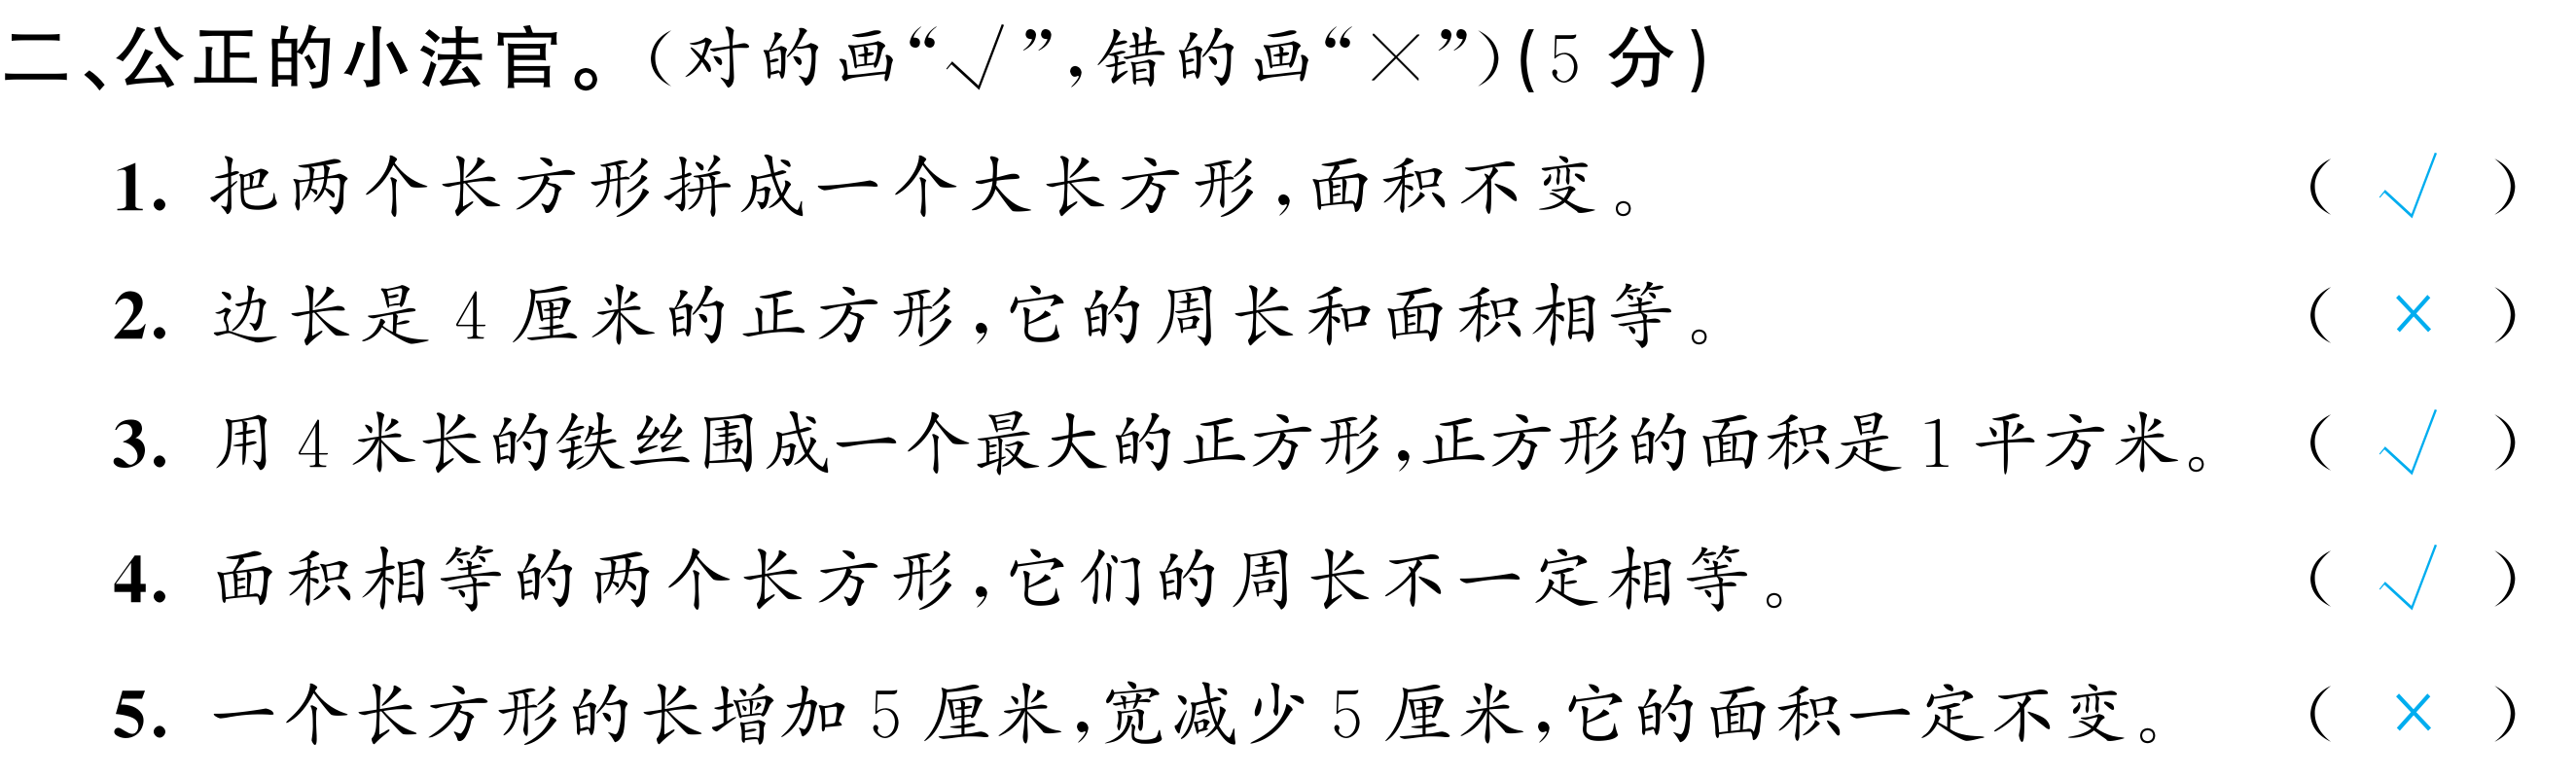 二、公正的小法官。(对的画“√”,错的画“×”)(5 分)
1. 把两个长方形拼成一个大长方形,面积不变。 ( √ )
2. 边长是 4 厘米的正方形,它的周长和面积相等。 ( × )
3. 用 4 米长的铁丝围成一个最大的正方形,正方形的面积是 1 平方米。 ( √ )
4. 面积相等的两个长方形,它们的周长不一定相等。 ( √ )
5. 一个长方形的长增加 5 厘米,宽减少 5 厘米,它的面积一定不变。 ( × )